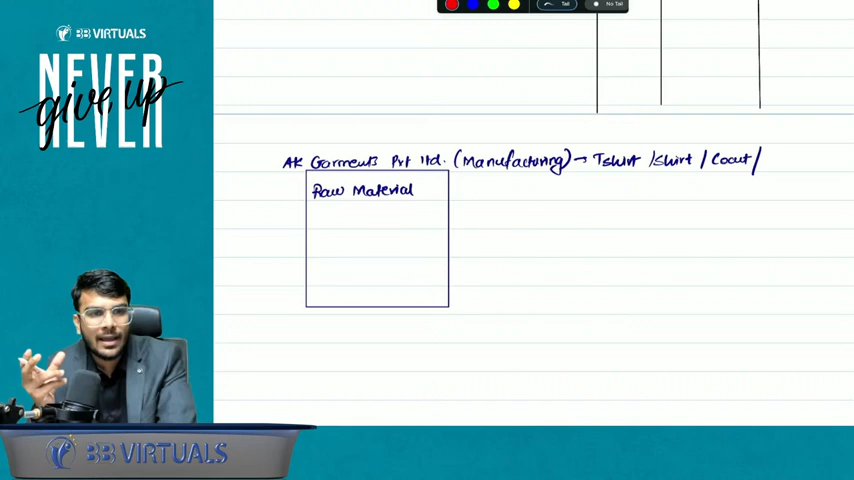 Tail
No Tail
BB VIRTUALS
NEVER
give up
NEVER
AK Garments Pvt ltd. (Manufacturing) → Tshirt /shirt / Coat /
Raw Material
BB VIRTUALS